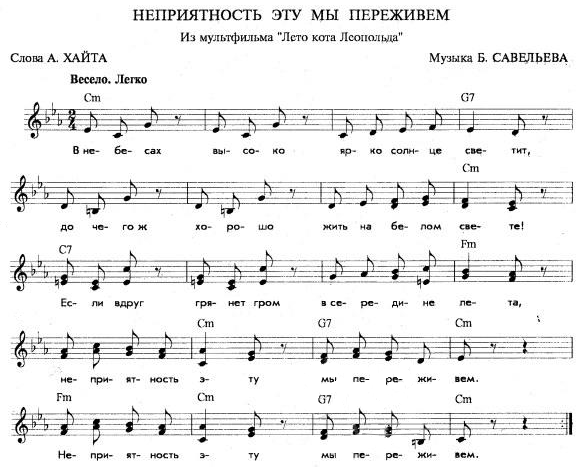 НЕПРИЯТНОСТЬ ЭТУ МЫ ПЕРЕЖИВЕМ
Из мультфильма "Лето кота Леопольда"
Слова А. ХАЙТА Музыка Б. САВЕЛЬЕВА
Весело. Легко
Cm G7
2/4
В не- бе- сах вы- со- ко яр- ко солн- це све- тит,
Cm
до че- го ж хо- ро- шо жить на бе- лом све- те!
C7 Fm
Ес- ли вдруг гря- нет гром в се- ре- ди- не ле- та,
Cm G7 Cm
не- при- ят- ность э- ту мы пе- ре- жи- вем.
Fm Cm G7 Cm
Не- при- ят- ность э- ту мы пе- ре- жи- вем.